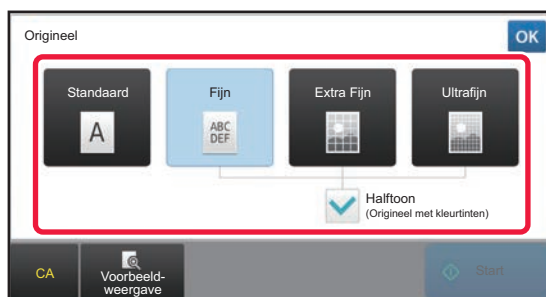 Origineel
OK
Standaard
Fijn
Extra Fijn
Ultrafijn
A
ABC
DEF
Halftoon
(Origineel met kleurtinten)
CA
Voorbeeld-
weergave
Start